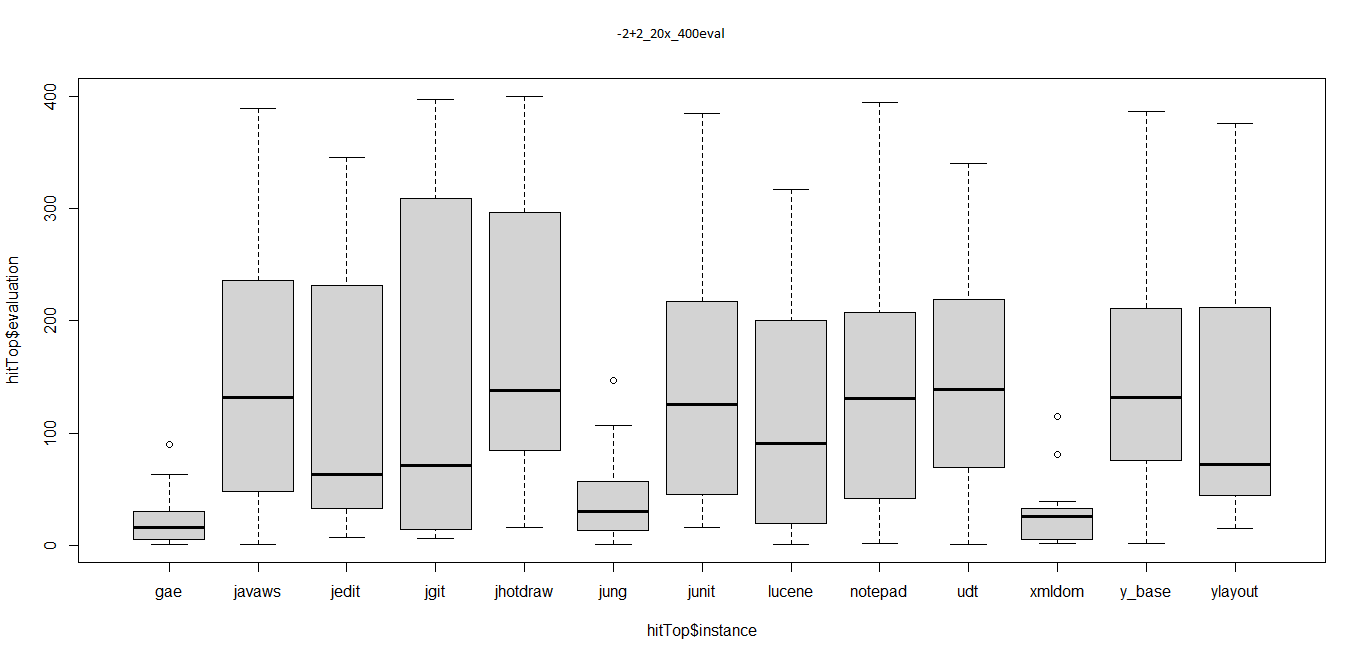 -2+2_20x_400eval
hitTop$evaluation
400
300
200
100
0
gae javaws jedit jgit jhotdraw jung junit lucene notepad udt xmldom y_base ylayout
hitTop$instance